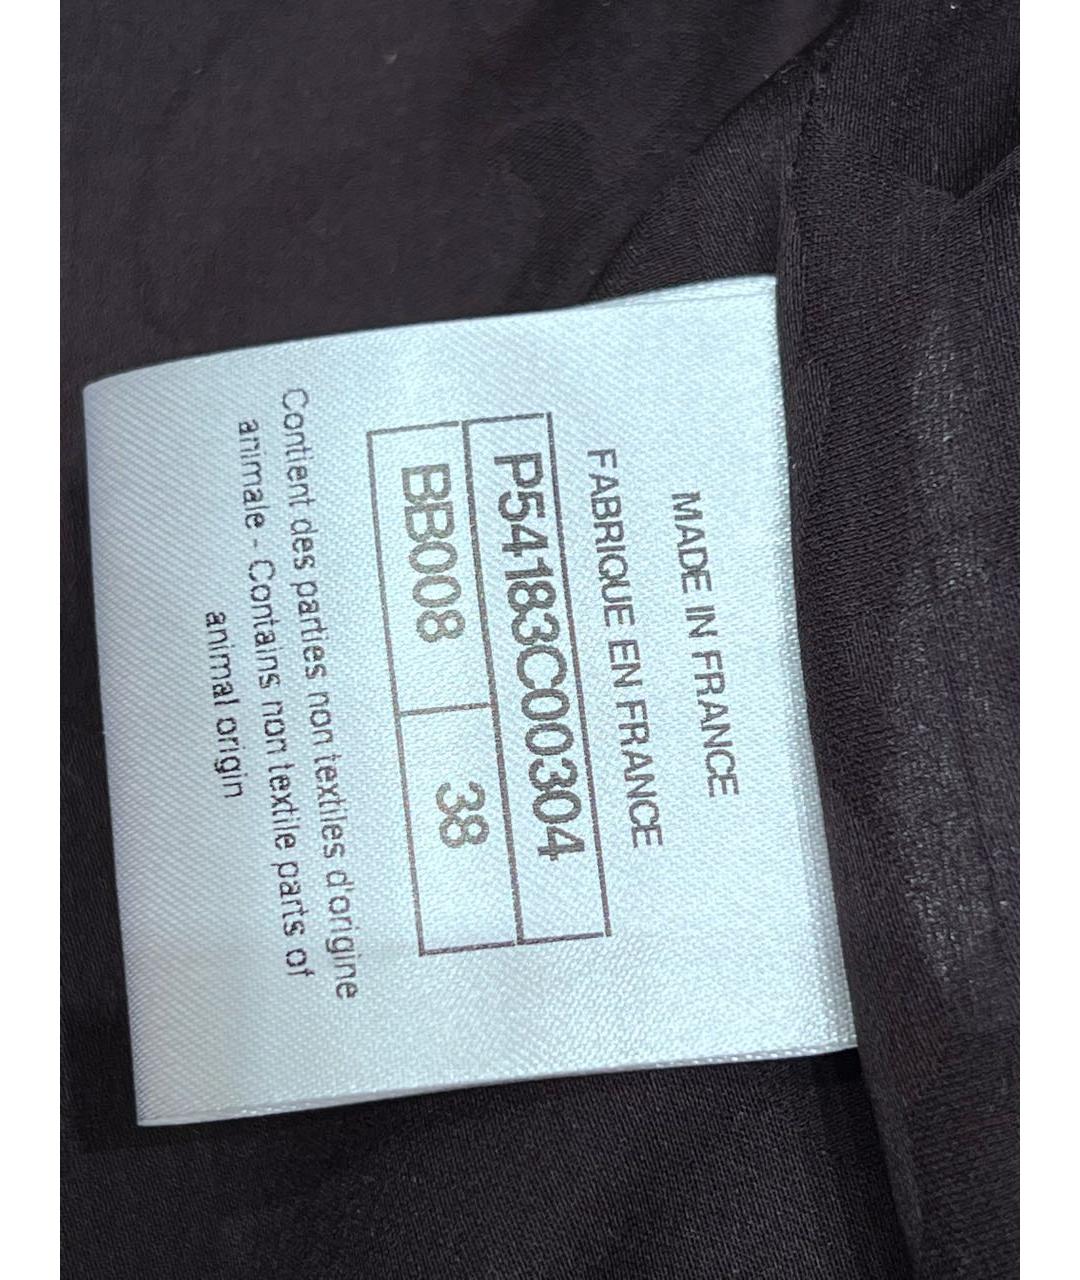 MADE IN FRANCE
FABRIQUE EN FRANCE
P54183C00304
BB008 38
Contient des parties non textiles d'origine
animale - Contains non textile parts of
animal origin